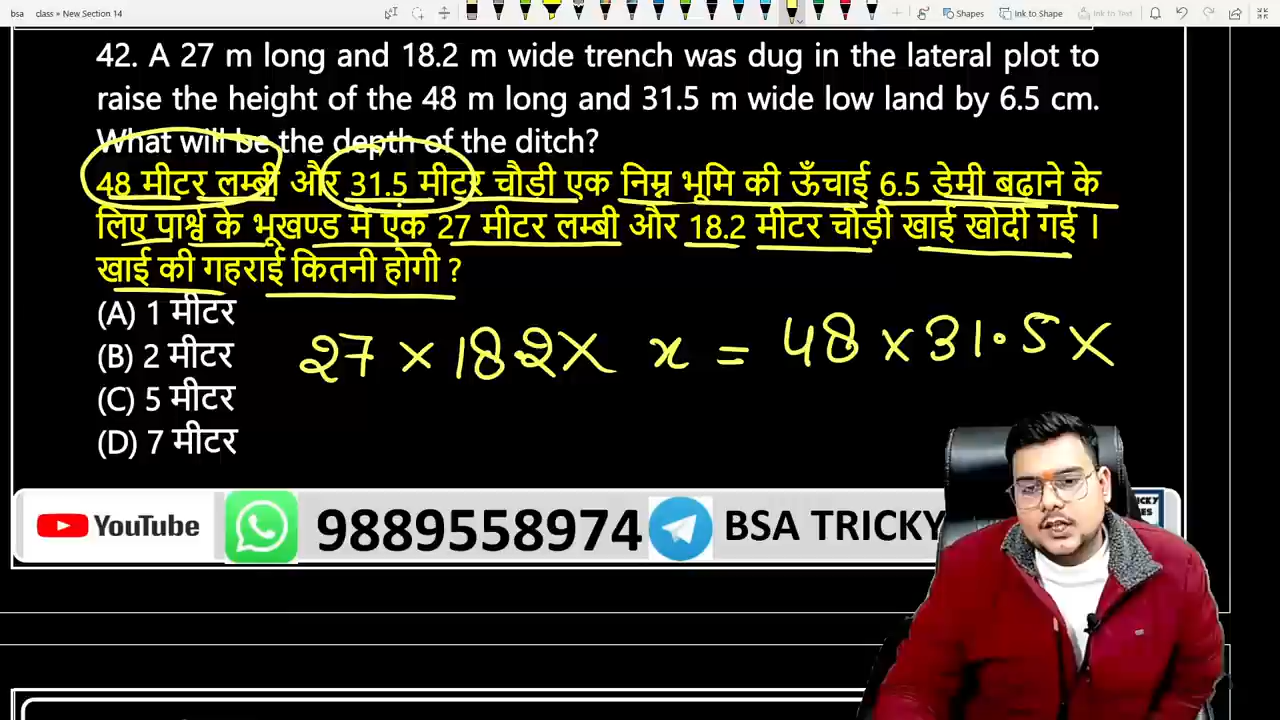 bsa class » New Section 14
Shapes Ink to Shape Ink to Text
42. A 27 m long and 18.2 m wide trench was dug in the lateral plot to
raise the height of the 48 m long and 31.5 m wide low land by 6.5 cm.
What will be the depth of the ditch?
48 मीटर लम्बी और 31.5 मीटर चौड़ी एक निम्न भूमि की ऊँचाई 6.5 डेमी बढ़ाने के
लिए पार्श्व के भूखण्ड में एक 27 मीटर लम्बी और 18.2 मीटर चौड़ी खाई खोदी गई ।
खाई की गहराई कितनी होगी ?
(A) 1 मीटर
(B) 2 मीटर
(C) 5 मीटर
(D) 7 मीटर
27 × 182 × x = 48 × 31.5 ×
YouTube 9889558974 BSA TRICKY